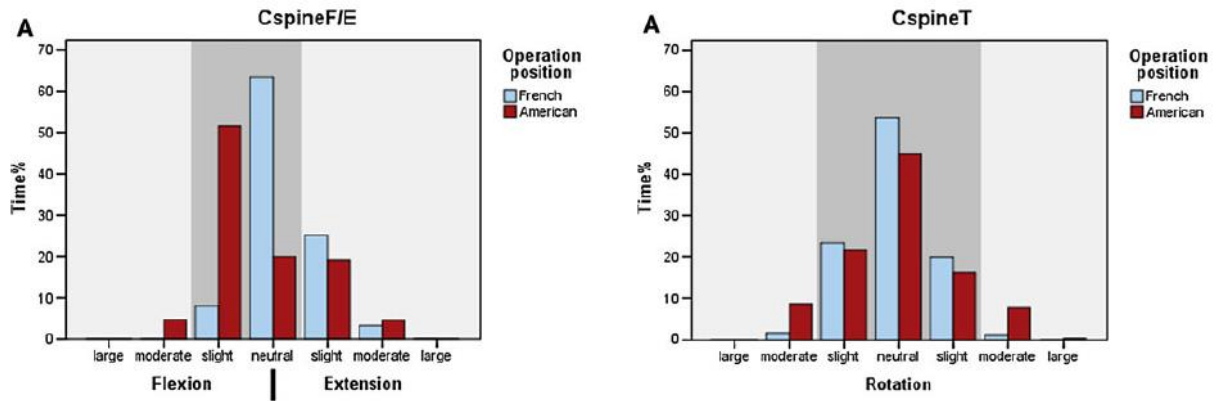 A
CspineF/E
Time%
70
60
50
40
30
20
10
0
large moderate slight neutral slight moderate large
Flexion Extension
Operation
position
French
American
A
CspineT
Time%
70
60
50
40
30
20
10
0
large moderate slight neutral slight moderate large
Rotation
Operation
position
French
American